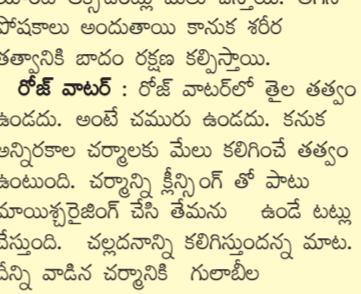 పోషకాలు అందుతాయి కానుక శరీర
తత్వానికి బాదం రక్షణ కల్పిస్తాయి.
రోజ్ వాటర్ : రోజ్ వాటర్‌లో తైల తత్వం
ఉండదు. అంటే చమురు ఉండదు. కనుక
అన్నిరకాల చర్మాలకు మేలు కలిగించే తత్వం
ఉంటుంది. చర్మాన్ని క్లీన్సింగ్ తో పాటు
మాయిశ్చరైజింగ్ చేసి తేమను ఉండే టట్లు
చేస్తుంది. చల్లదనాన్ని కలిగిస్తుందన్న మాట.
దీన్ని వాడిన చర్మానికి గులాబీల